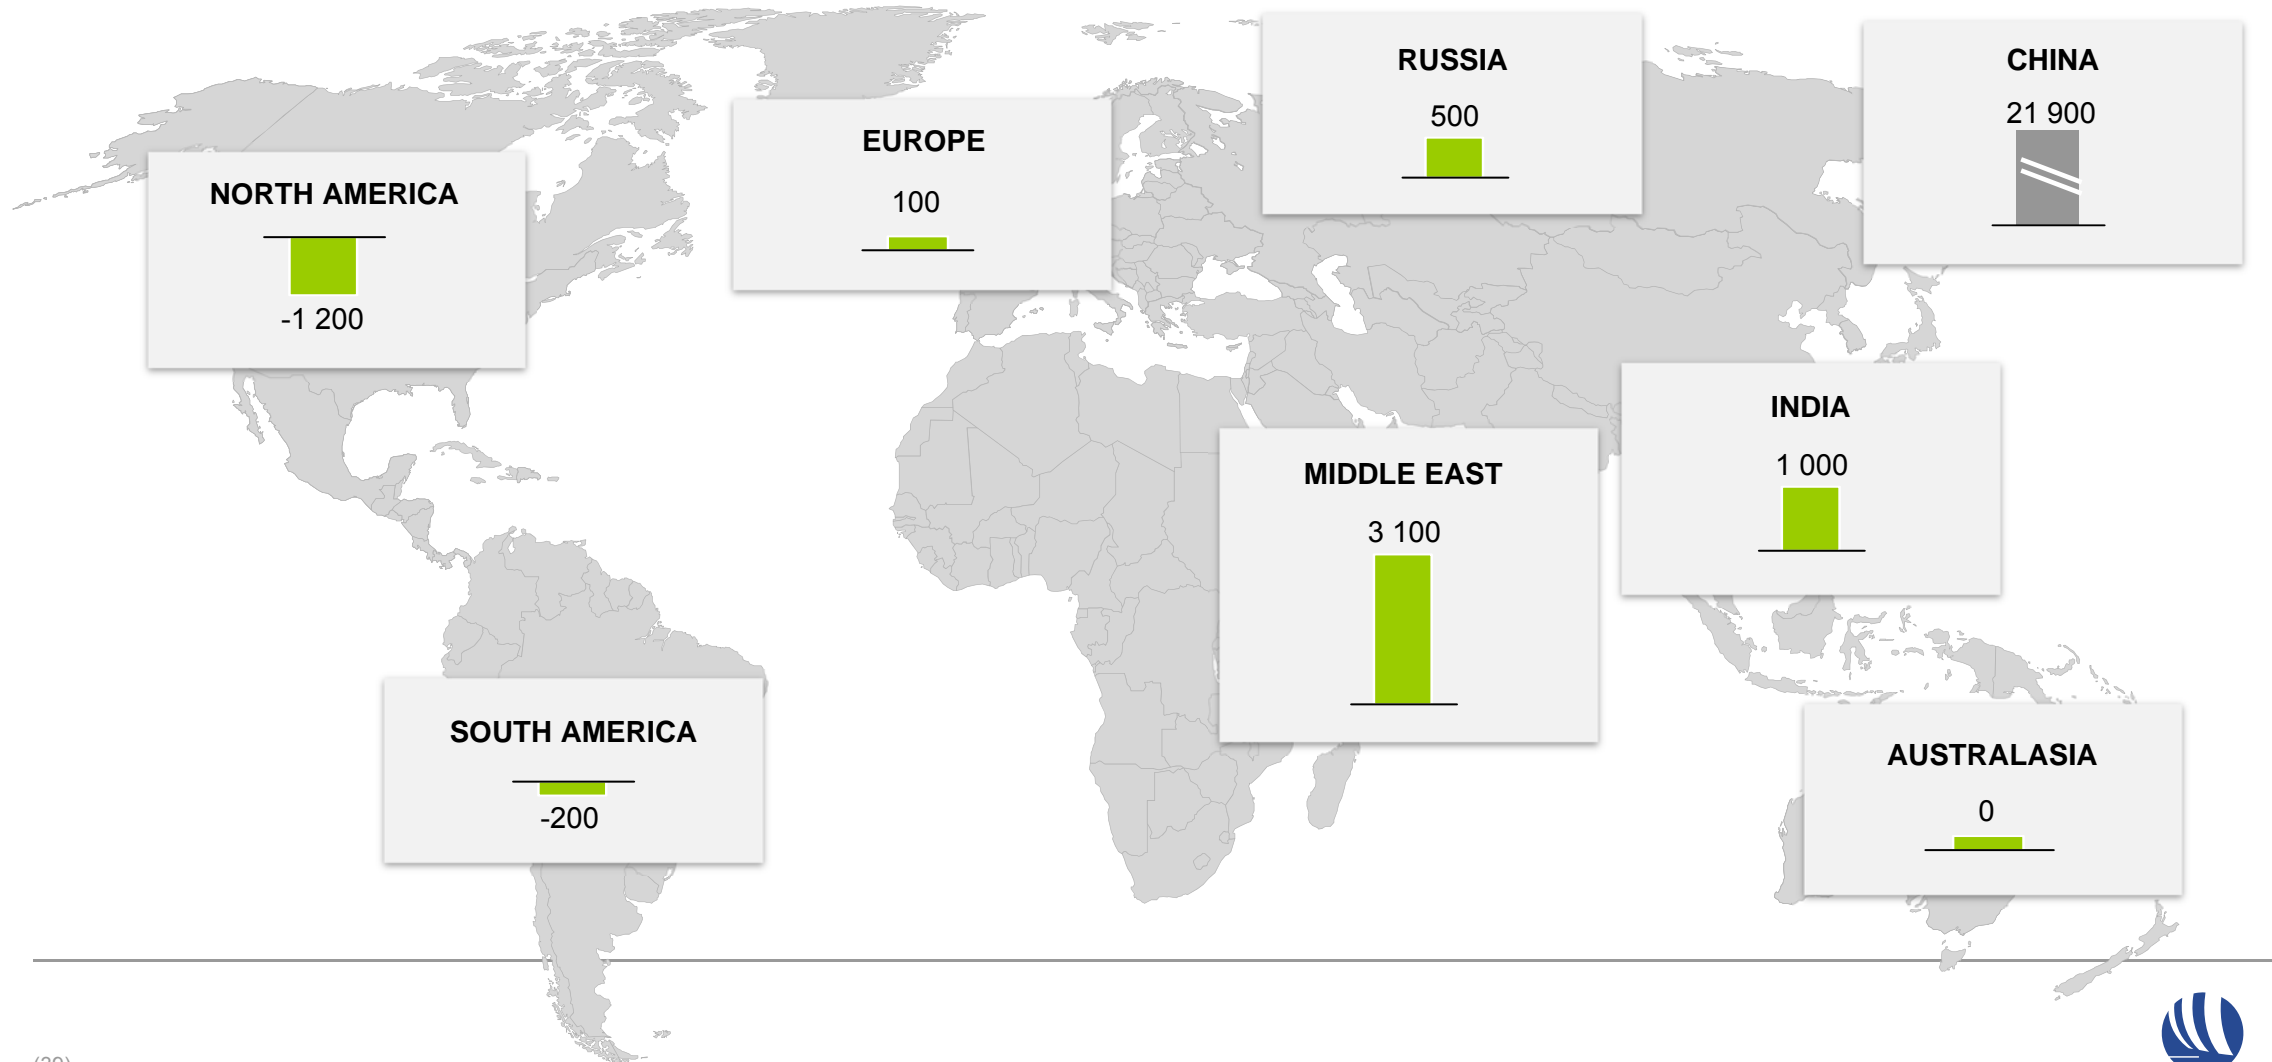 RUSSIA
500
CHINA
21 900
EUROPE
100
NORTH AMERICA
-1 200
INDIA
1 000
MIDDLE EAST
3 100
SOUTH AMERICA
-200
AUSTRALASIA
0